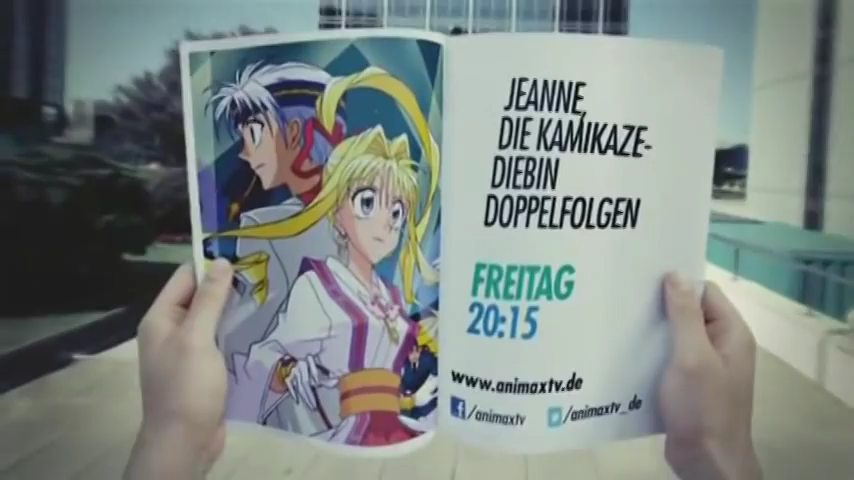 JEANNE,
DIE KAMIKAZE-
DIEBIN
DOPPELFOLGEN
FREITAG
20:15
www.animaxtv.de
f/animaxtv /animaxtv_de